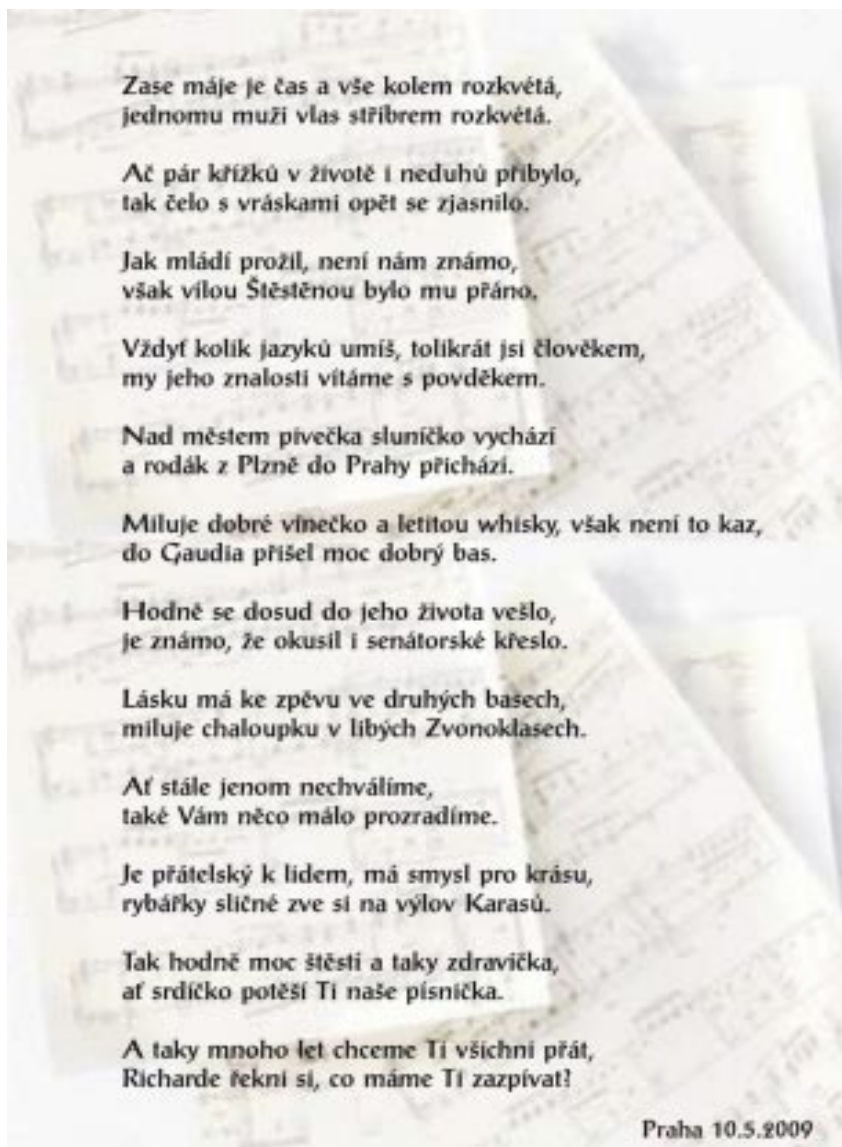 Zase máje je čas a vše kolem rozkvétá,
jednomu muži vlas stříbrem rozkvétá.
Ač pár křížků v životě i neduhů přibylo,
tak čelo s vráskami opět se zjasnilo.
Jak mládí prožil, není nám známo,
však vílou Štěstěnou bylo mu přáno.
Vždyť kolik jazyků umíš, tolikrát jsi člověkem,
my jeho znalosti vítáme s povděkem.
Nad městem pivečka sluníčko vychází
a rodák z Plzně do Prahy přichází.
Miluje dobré vínečko a letitou whisky, však není to kaz,
do Gaudia přišel moc dobrý bas.
Hodně se dosud do jeho života vešlo,
je známo, že okusil i senátorské křeslo.
Lásku má ke zpěvu ve druhých basech,
miluje chaloupku v libých Zvonoklasech.
Ať stále jenom nechválíme,
také Vám něco málo prozradíme.
Je přátelský k lidem, má smysl pro krásu,
rybářky sličné zve si na výlov Karasů.
Tak hodně moc štěstí a taky zdravíčka,
ať srdíčko potěší Ti naše písnička.
A taky mnoho let chceme Ti všichni přát,
Richarde řekni si, co máme Ti zazpívat?
Praha 10.5.2009